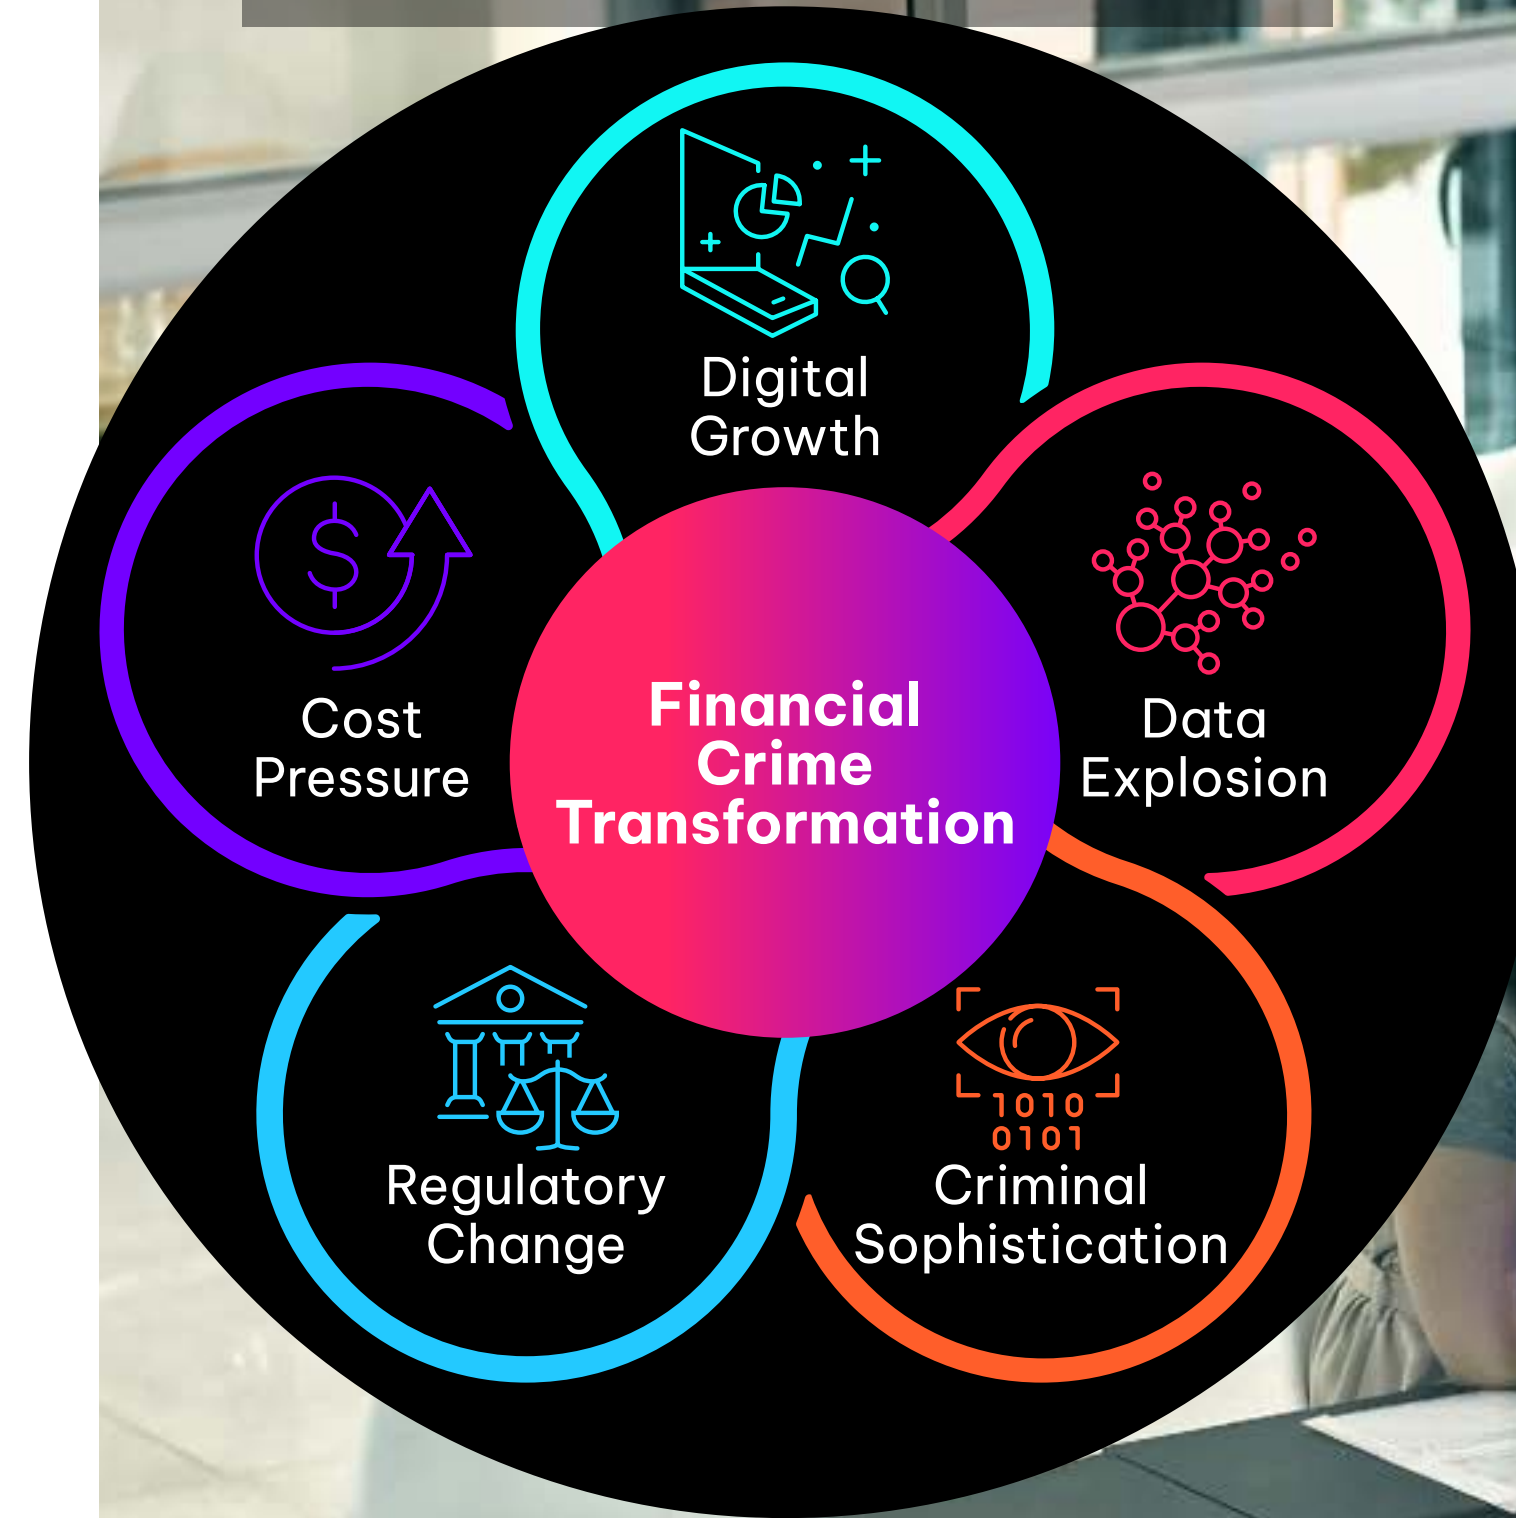 Digital
Growth
Data
Explosion
Criminal
Sophistication
Regulatory
Change
Cost
Pressure
Financial
Crime
Transformation
$
1010
0101